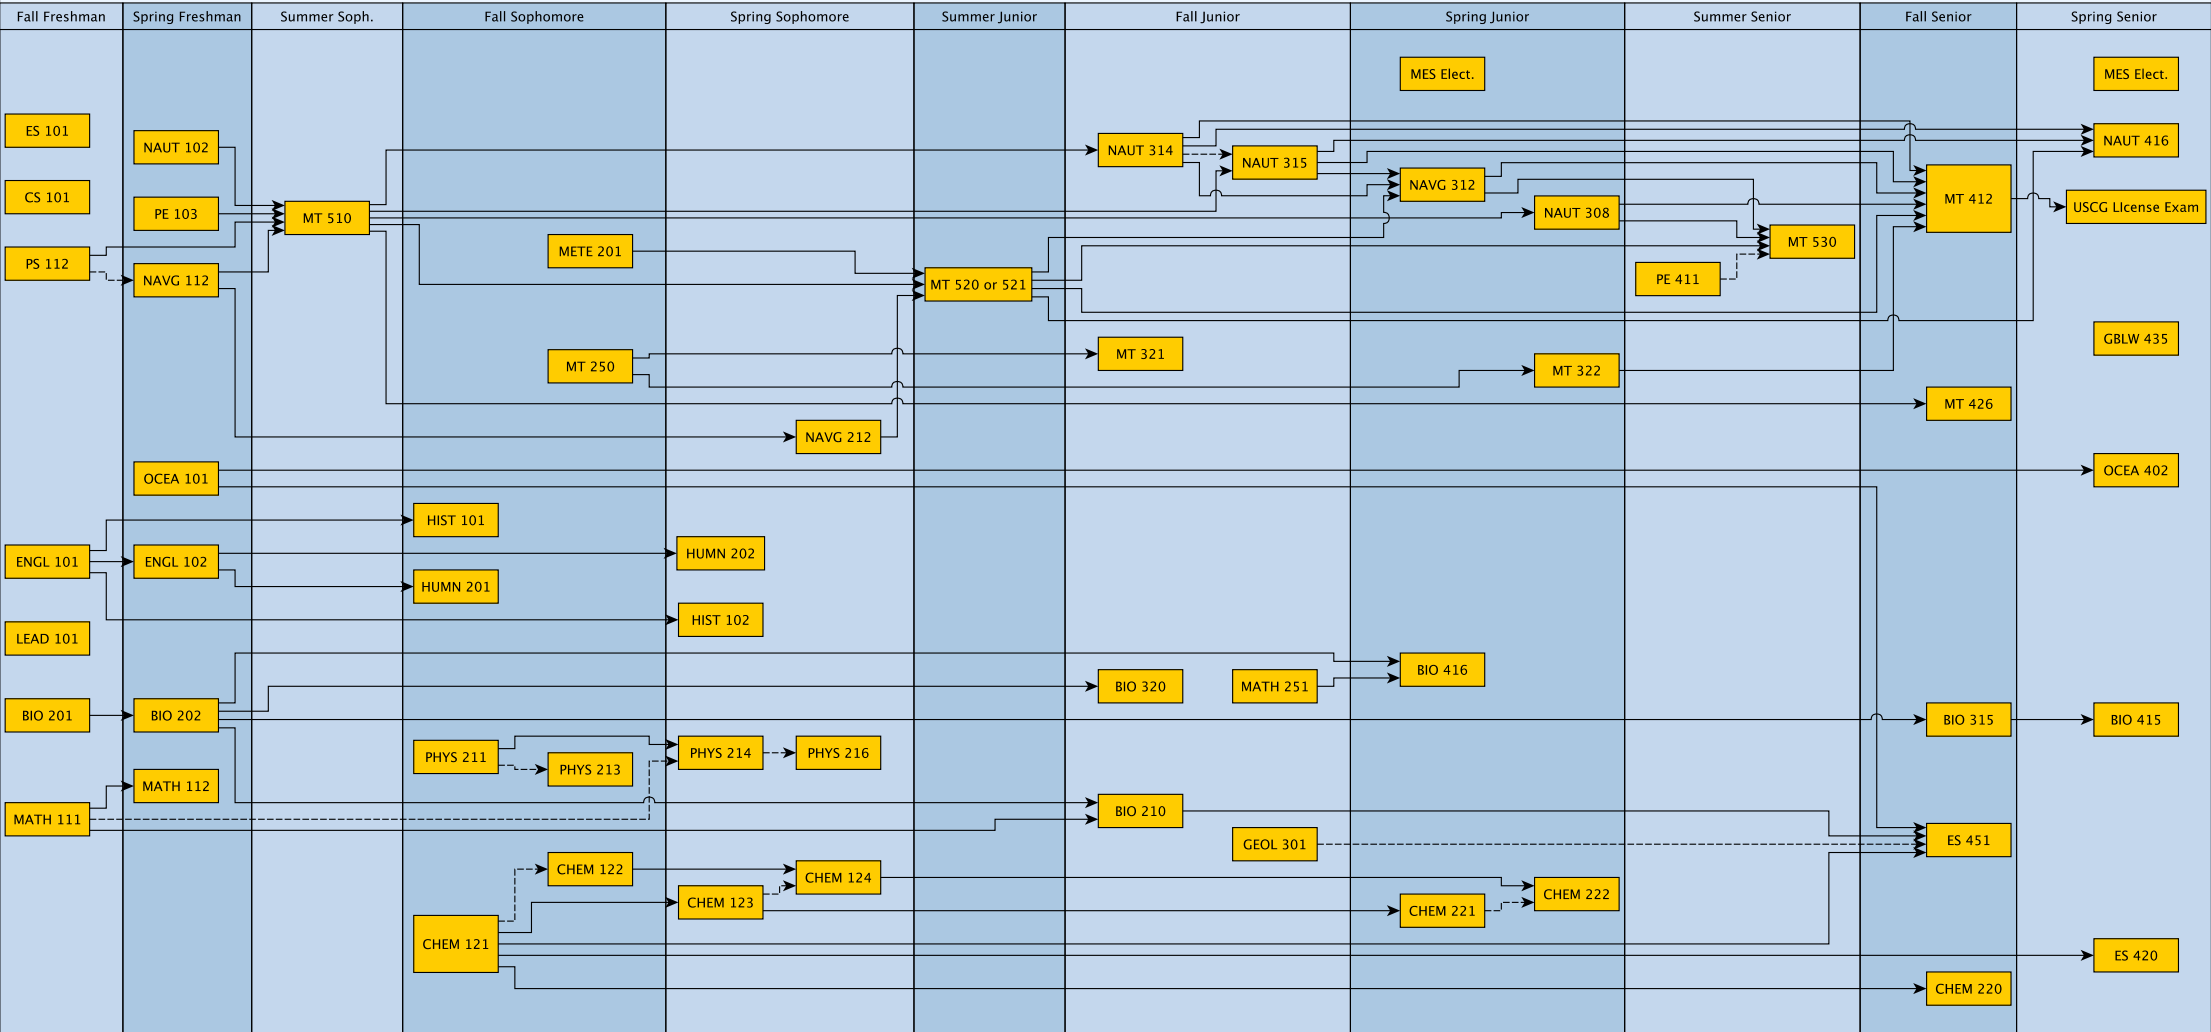 Fall Freshman
Spring Freshman
Summer Soph.
Fall Sophomore
Spring Sophomore
Summer Junior
Fall Junior
Spring Junior
Summer Senior
Fall Senior
Spring Senior
ES 101
CS 101
PS 112
ENGL 101
LEAD 101
BIO 201
MATH 111
NAUT 102
PE 103
NAVG 112
OCEA 101
ENGL 102
BIO 202
MATH 112
MT 510
METE 201
MT 250
HIST 101
HUMN 201
PHYS 211
PHYS 213
CHEM 122
CHEM 121
NAVG 212
HUMN 202
HIST 102
PHYS 214
PHYS 216
CHEM 124
CHEM 123
MT 520 or 521
NAUT 314
NAUT 315
MT 321
BIO 320
MATH 251
BIO 210
GEOL 301
MES Elect.
NAVG 312
NAUT 308
MT 322
BIO 416
CHEM 222
CHEM 221
MT 530
PE 411
MT 412
MT 426
BIO 315
ES 451
CHEM 220
MES Elect.
NAUT 416
USCG LIcense Exam
GBLW 435
OCEA 402
BIO 415
ES 420